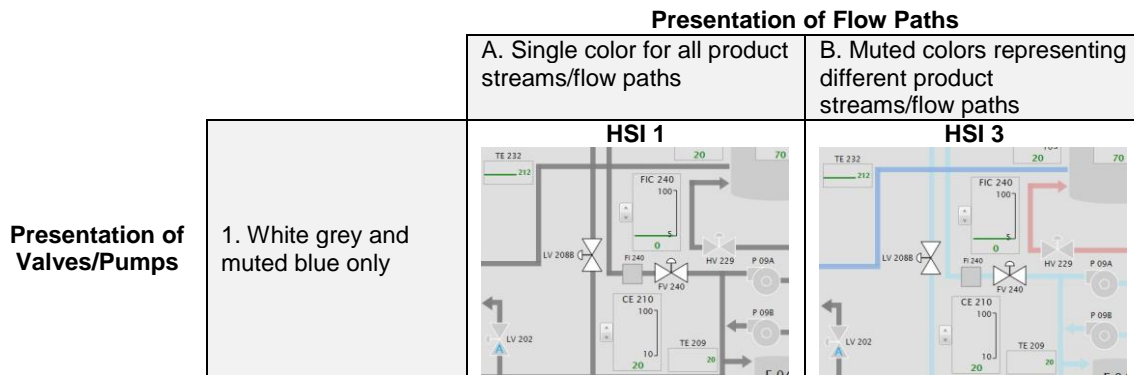 Presentation of Flow Paths
A. Single color for all product
streams/flow paths
B. Muted colors representing
different product
streams/flow paths
Presentation of
Valves/Pumps
1. White grey and
muted blue only
HSI 1
TE 232
212
20
70
FIC 240
100
5
0
LV 208B
FI 240
HV 229
P 09A
FV 240
CE 210
100
P 09B
LV 202
A
10
20
TE 209
20
HSI 3
TE 232
212
20
70
FIC 240
100
5
0
LV 208B
FI 240
HV 229
P 09A
FV 240
CE 210
100
P 09B
LV 202
A
10
20
TE 209
20